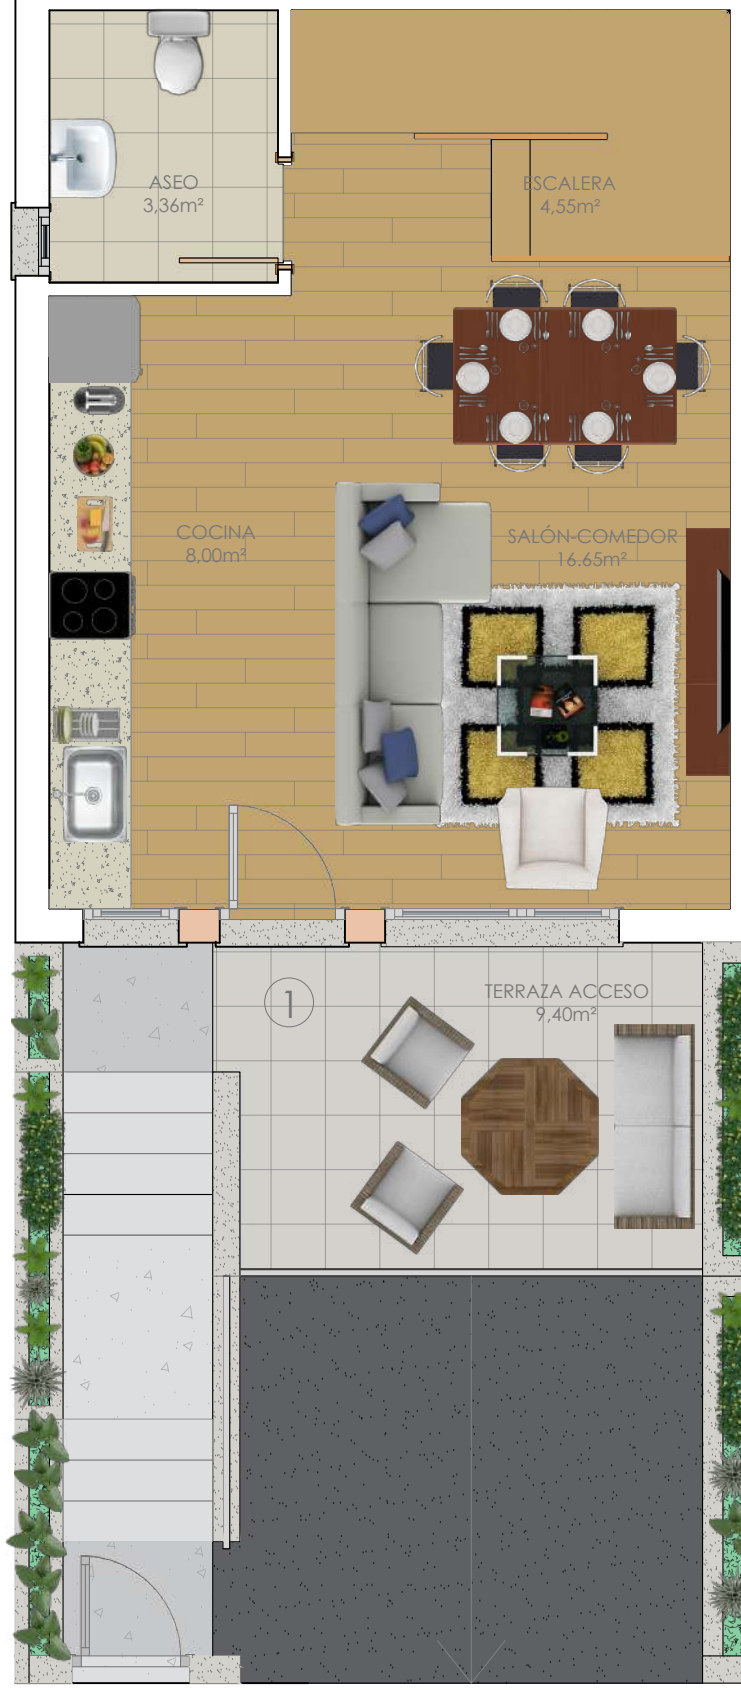 ASEO
3,36m²
ESCALERA
4,55m²
COCINA
8,00m²
SALÓN-COMEDOR
16.65m²
1
TERRAZA ACCESO
9,40m²